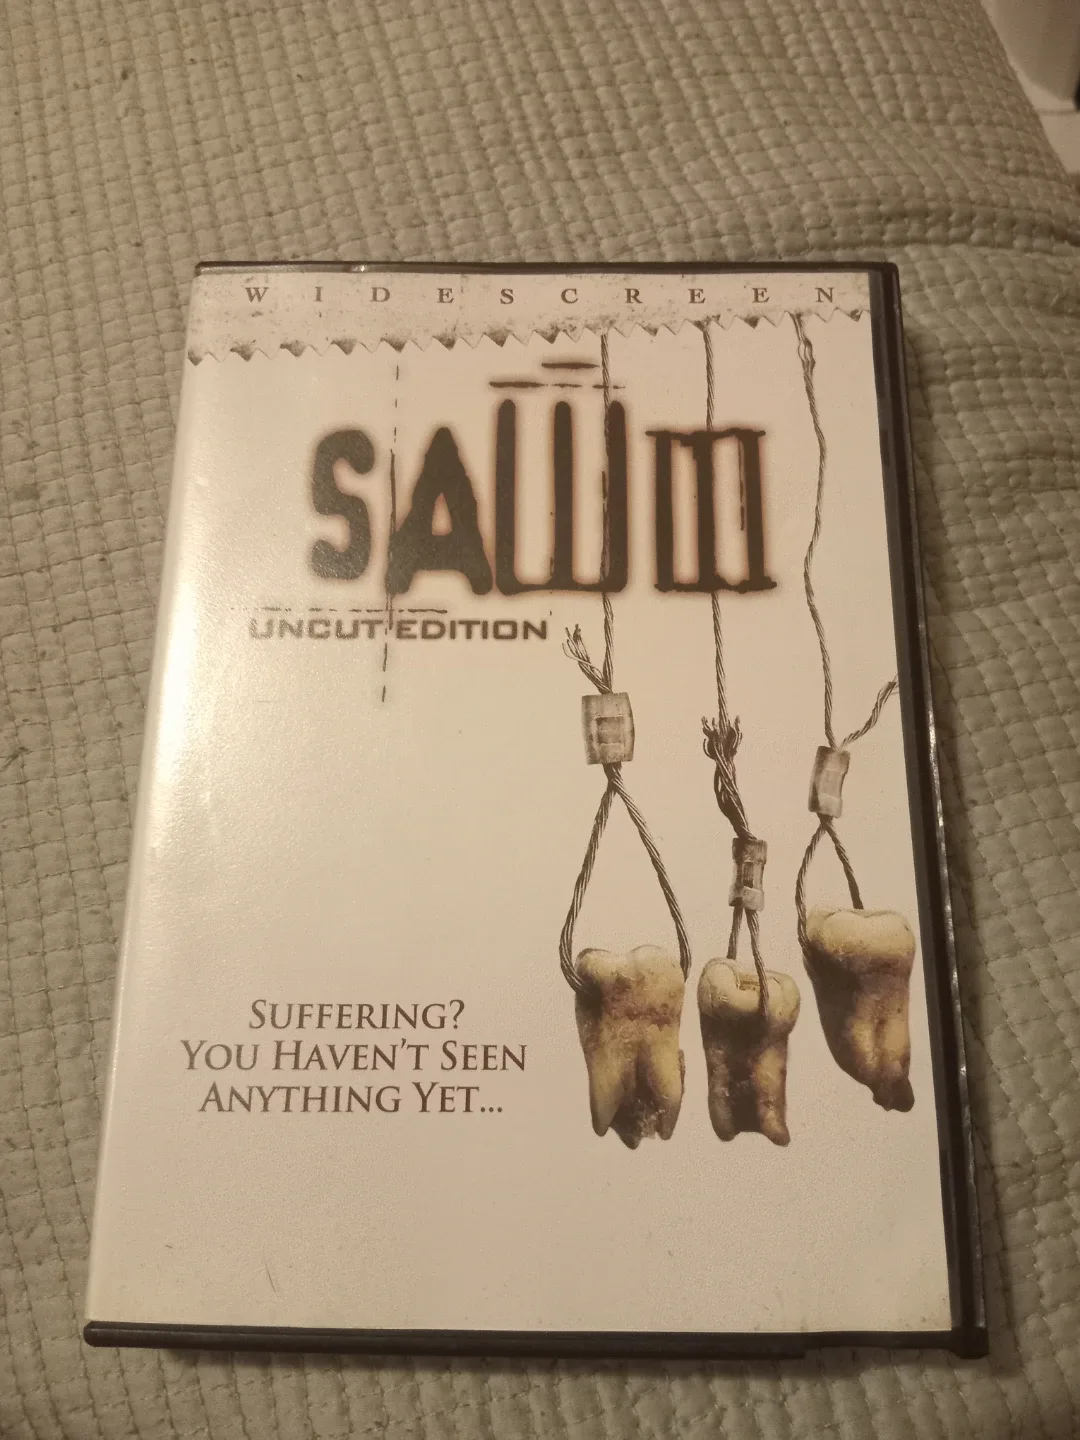 WIDESCREEN
SAW III
UNCUT EDITION
SUFFERING?
YOU HAVEN'T SEEN
ANYTHING YET...